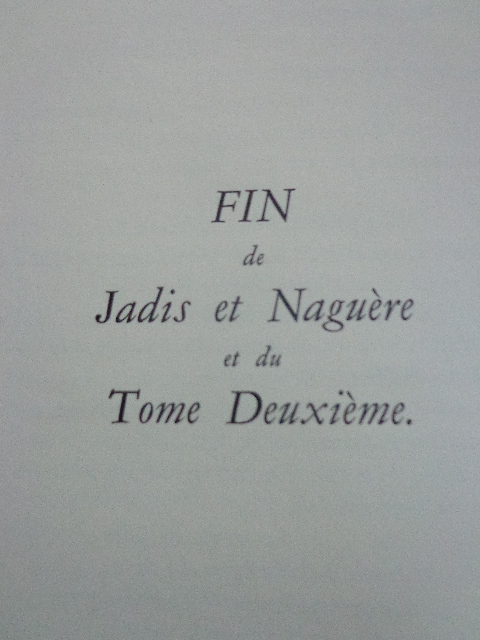 FIN
de
Jadis et Naguère
et du
Tome Deuxième.